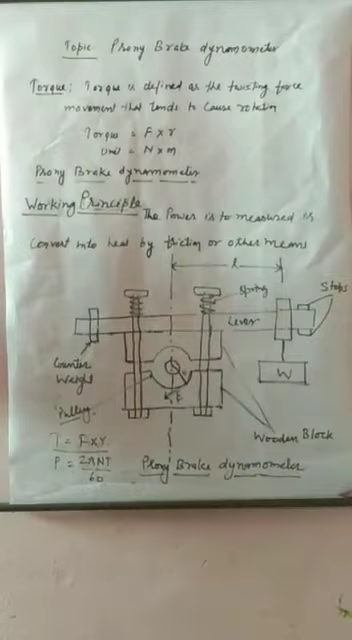 Topic Prony Brake dynamometer
Torque: Torque is defined as the twisting force
movement that tends to cause rotation
Torque = F x r
Unit = N x m
Prony Brake dynamometer
Working Principle The Power is to measured is
Convert into heat by friction or other means
l
Spring
Stops
Lever
Counter
Weight
W
Pulley
Wooden Block
T = F x r
P = 2πNT
60
Prony Brake dynamometer